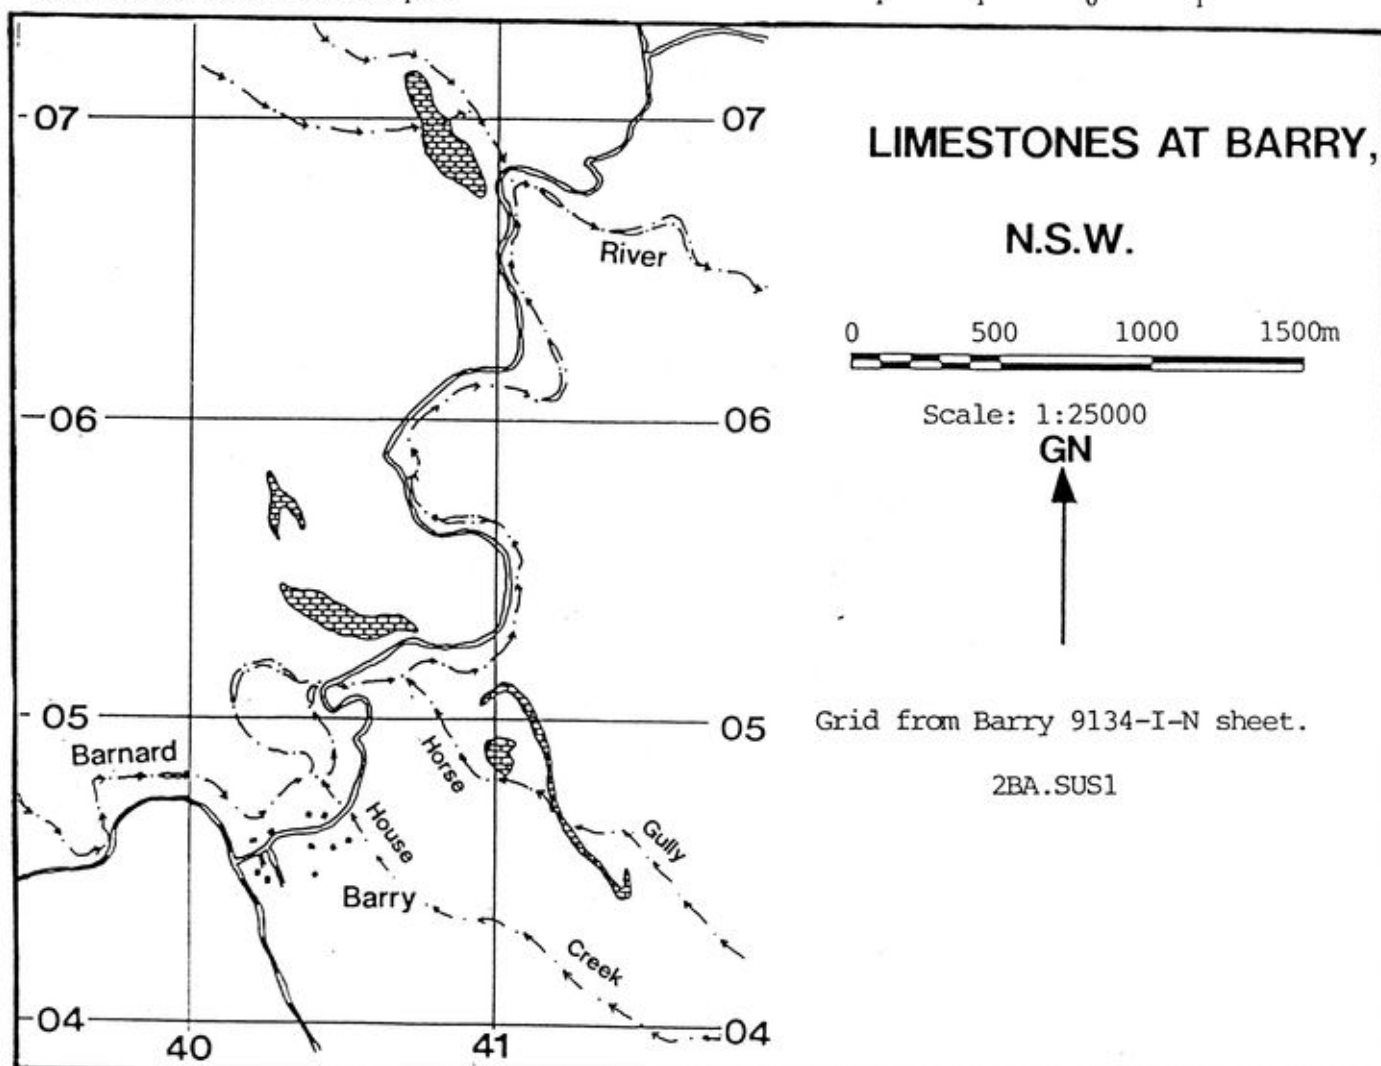 07
07
LIMESTONES AT BARRY,
N.S.W.
River
0 500 1000 1500m
Scale: 1:25000
GN
06
06
05
05
Barnard
Horse
House
Gully
Grid from Barry 9134-I-N sheet.
2BA.SUS1
Barry
Creek
04
04
40
41